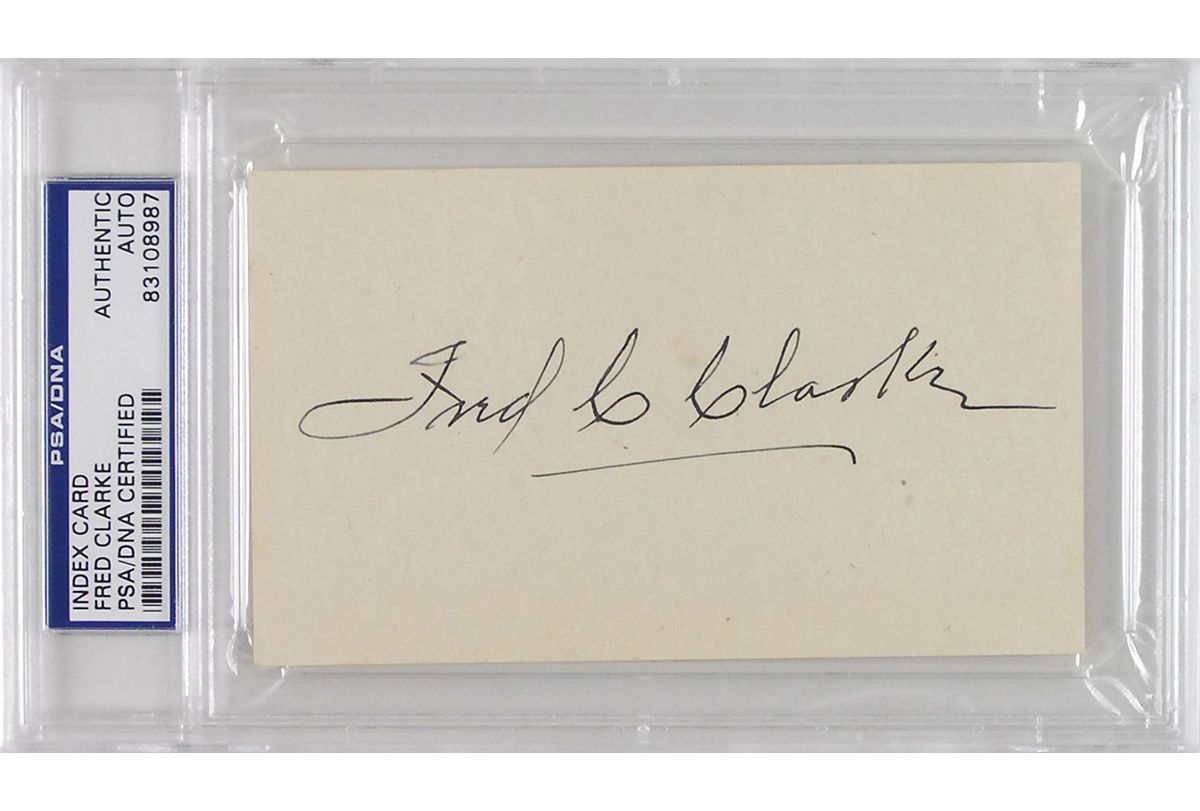 PSA/DNA
INDEX CARD
FRED CLARKE
PSA/DNA CERTIFIED
AUTHENTIC
AUTO
83108987
Fred C Clarke